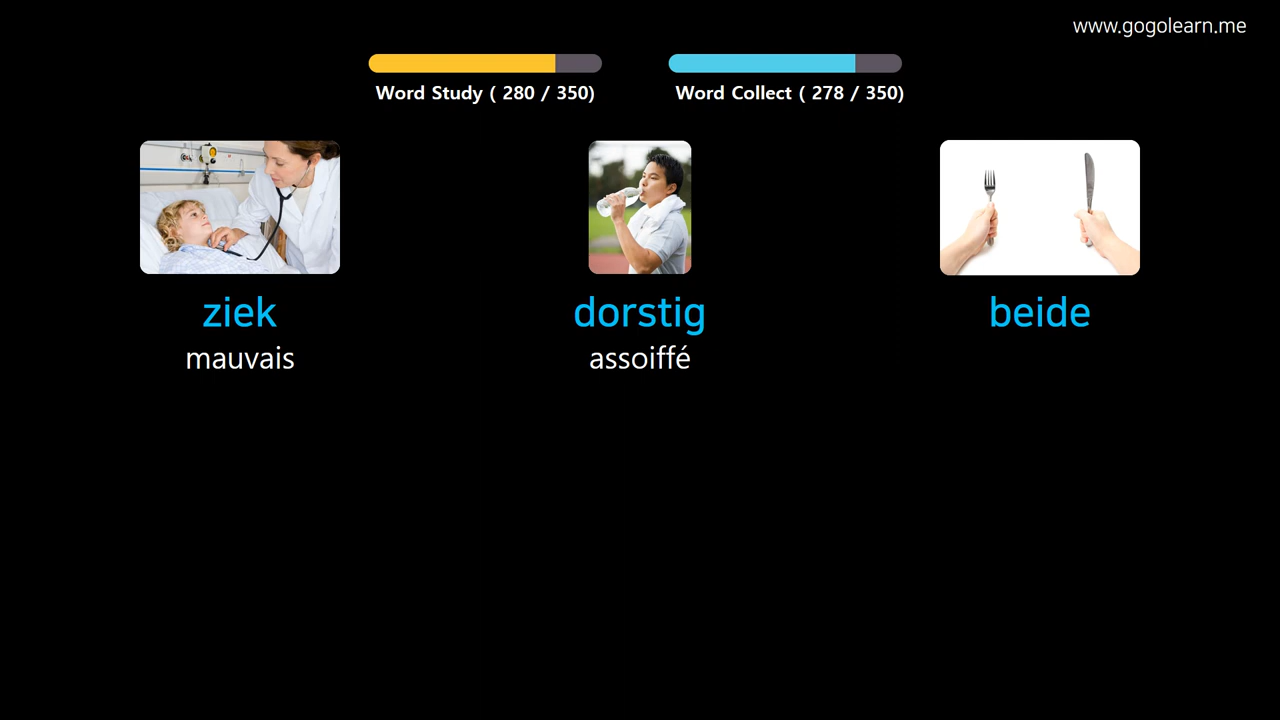 www.gogolearn.me
Word Study ( 280 / 350)
Word Collect ( 278 / 350)
ziek
dorstig
beide
mauvais
assoiffé